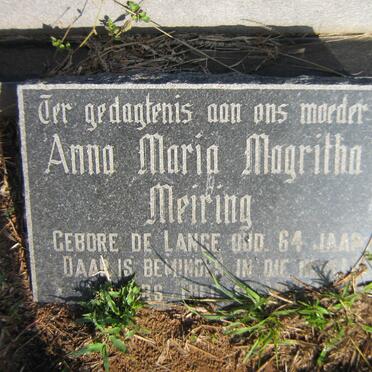 Ter gedagtenis aan ons moeder
Anna Maria Magritha
Meiring
GEBORE DE LANGE OUD. 64 JAAR
DAAR IS BEMINDES IN DIE